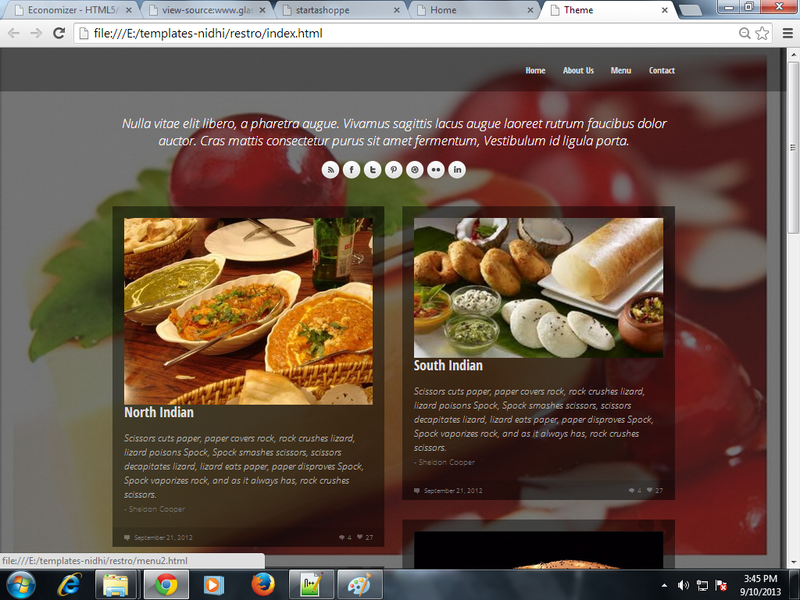 Economizer - HTML5/
view-source:www.glas
startashoppe
Home
Theme
file:///E:/templates-nidhi/restro/index.html
Home About Us Menu Contact
Nulla vitae elit libero, a pharetra augue. Vivamus sagittis lacus augue laoreet rutrum faucibus dolor
auctor. Cras mattis consectetur purus sit amet fermentum, Vestibulum id ligula porta.
North Indian
Scissors cuts paper, paper covers rock, rock crushes lizard,
lizard poisons Spock, Spock smashes scissors, scissors
decapitates lizard, lizard eats paper, paper disproves Spock,
Spock vaporizes rock, and as it always has, rock crushes
scissors.
- Sheldon Cooper
September 21, 2012 4 27
South Indian
Scissors cuts paper, paper covers rock, rock crushes lizard,
lizard poisons Spock, Spock smashes scissors, scissors
decapitates lizard, lizard eats paper, paper disproves Spock,
Spock vaporizes rock, and as it always has, rock crushes
scissors.
- Sheldon Cooper
September 21, 2012 4 27
file:///E:/templates-nidhi/restro/menu2.html
3:45 PM
9/10/2013